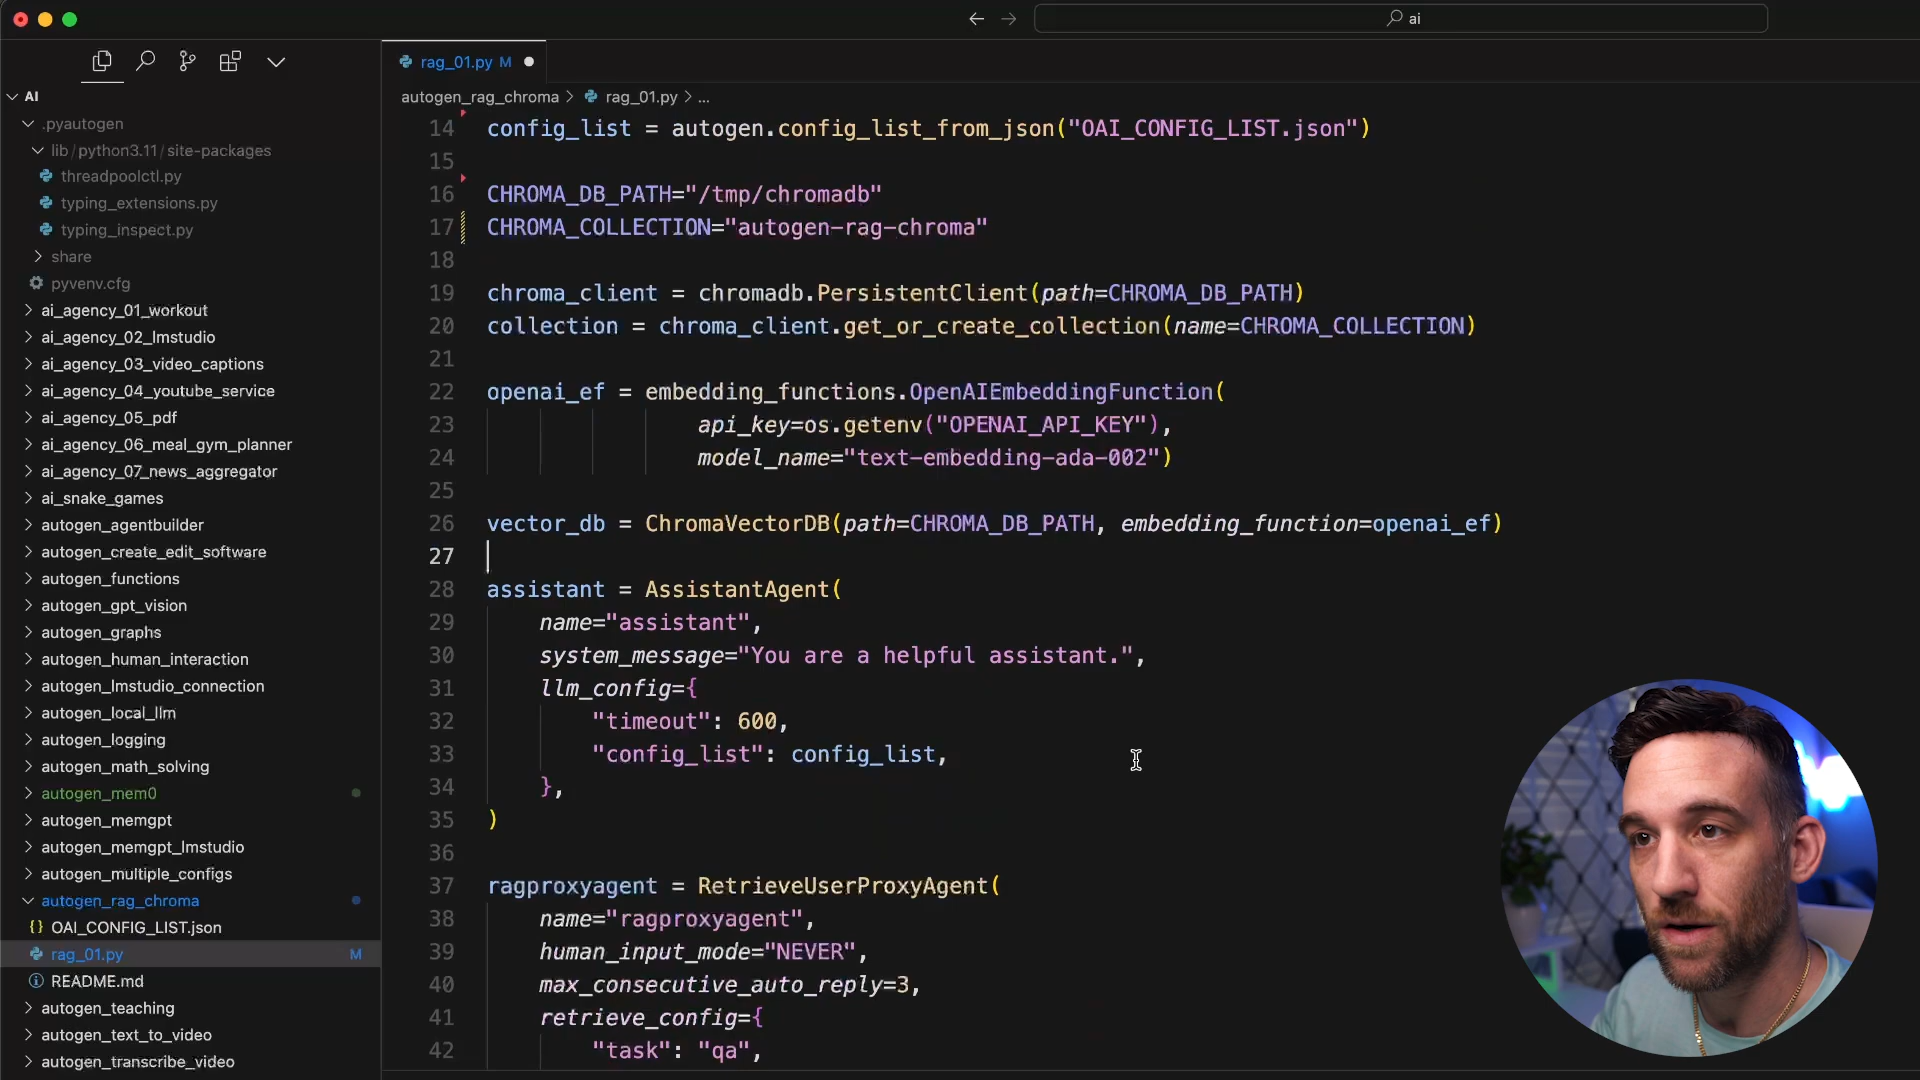 ai
rag_01.py M
autogen_rag_chroma > rag_01.py > ...
AI
.pyautogen
lib/python3.11/site-packages
threadpoolctl.py
typing_extensions.py
typing_inspect.py
share
pyvenv.cfg
ai_agency_01_workout
ai_agency_02_lmstudio
ai_agency_03_video_captions
ai_agency_04_youtube_service
ai_agency_05_pdf
ai_agency_06_meal_gym_planner
ai_agency_07_news_aggregator
ai_snake_games
autogen_agentbuilder
autogen_create_edit_software
autogen_functions
autogen_gpt_vision
autogen_graphs
autogen_human_interaction
autogen_lmstudio_connection
autogen_local_llm
autogen_logging
autogen_math_solving
autogen_mem0
autogen_memgpt
autogen_memgpt_lmstudio
autogen_multiple_configs
autogen_rag_chroma
{} OAI_CONFIG_LIST.json
rag_01.py M
README.md
autogen_teaching
autogen_text_to_video
autogen_transcribe_video
14 config_list = autogen.config_list_from_json("OAI_CONFIG_LIST.json")
15
16 CHROMA_DB_PATH="/tmp/chromadb"
17 CHROMA_COLLECTION="autogen-rag-chroma"
18
19 chroma_client = chromadb.PersistentClient(path=CHROMA_DB_PATH)
20 collection = chroma_client.get_or_create_collection(name=CHROMA_COLLECTION)
21
22 openai_ef = embedding_functions.OpenAIEmbeddingFunction(
23 api_key=os.getenv("OPENAI_API_KEY"),
24 model_name="text-embedding-ada-002")
25
26 vector_db = ChromaVectorDB(path=CHROMA_DB_PATH, embedding_function=openai_ef)
27
28 assistant = AssistantAgent(
29 name="assistant",
30 system_message="You are a helpful assistant.",
31 llm_config={
32 "timeout": 600,
33 "config_list": config_list,
34 },
35 )
36
37 ragproxyagent = RetrieveUserProxyAgent(
38 name="ragproxyagent",
39 human_input_mode="NEVER",
40 max_consecutive_auto_reply=3,
41 retrieve_config={
42 "task": "qa",